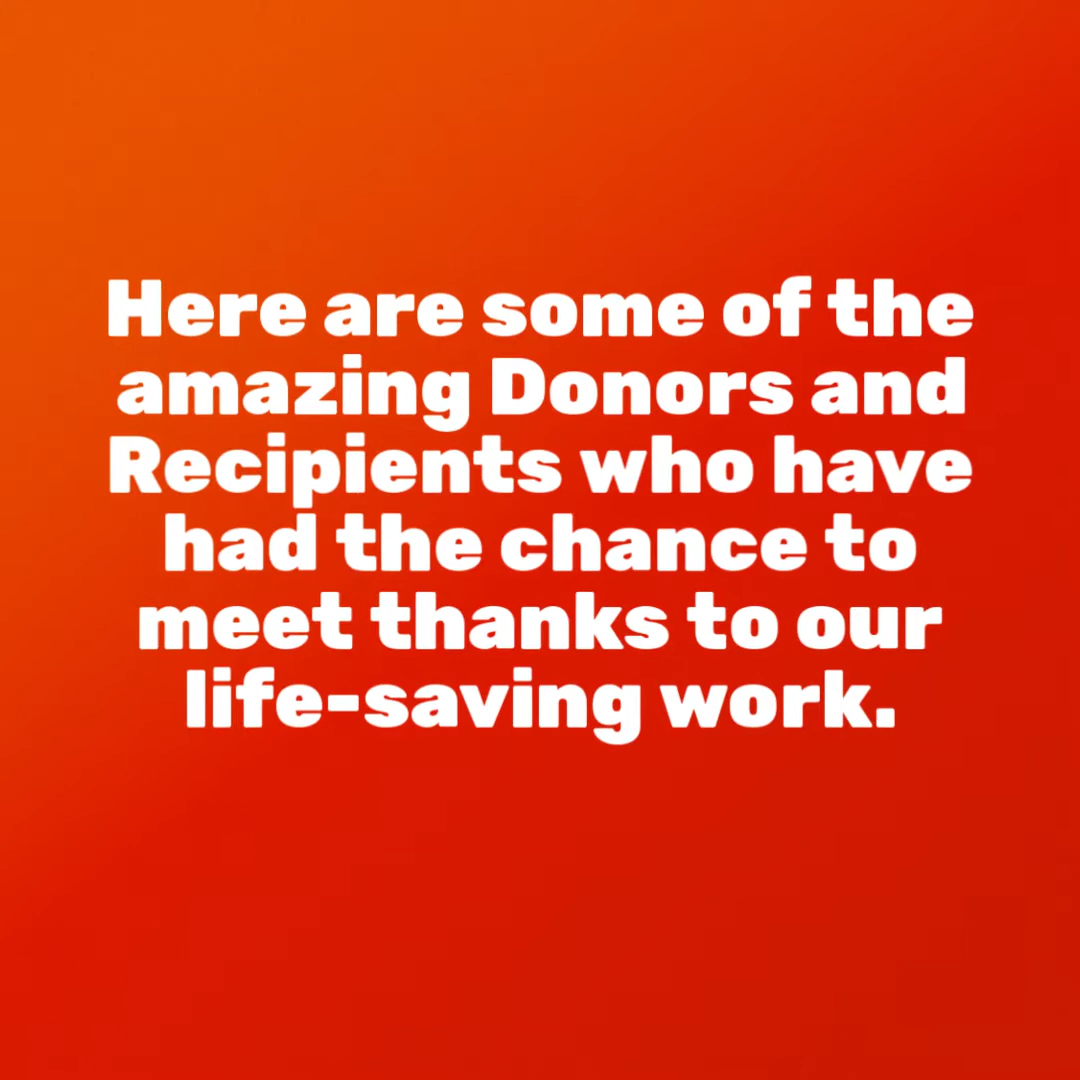 Here are some of the
amazing Donors and
Recipients who have
had the chance to
meet thanks to our
life-saving work.